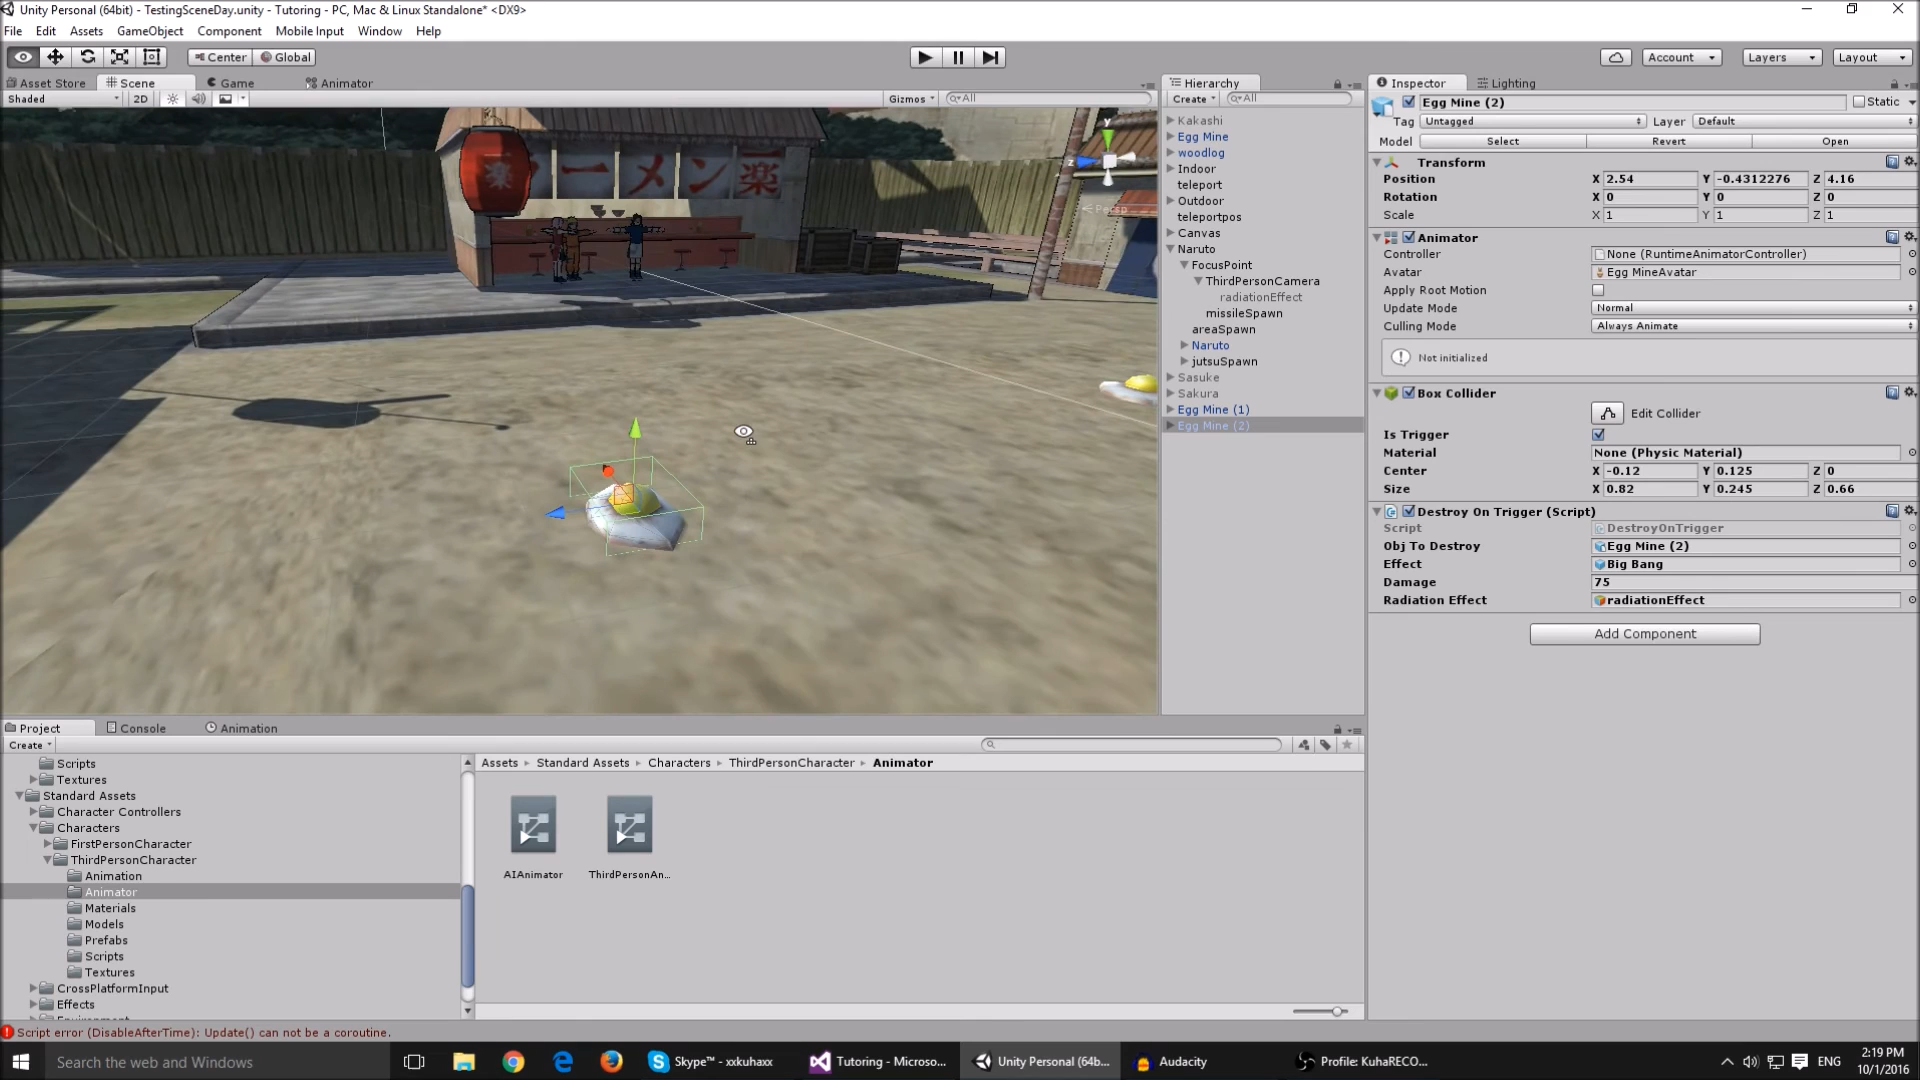 Unity Personal (64bit) - TestingSceneDay.unity - Tutoring - PC, Mac & Linux Standalone* <DX9>
File Edit Assets GameObject Component Mobile Input Window Help
Center Global
Account Layers Layout
Asset Store Scene Game Animator
Shaded 2D Gizmos All
薬 ラーメン薬
y
z
Persp
Hierarchy
Create All
Kakashi
Egg Mine
woodlog
Indoor
teleport
Outdoor
teleportpos
Canvas
Naruto
FocusPoint
ThirdPersonCamera
radiationEffect
missileSpawn
areaSpawn
Naruto
jutsuSpawn
Sasuke
Sakura
Egg Mine (1)
Egg Mine (2)
Inspector Lighting
Egg Mine (2) Static
Tag Untagged Layer Default
Model Select Revert Open
Transform
Position X 2.54 Y -0.4312276 Z 4.16
Rotation X 0 Y 0 Z 0
Scale X 1 Y 1 Z 1
Animator
Controller None (RuntimeAnimatorController)
Avatar Egg MineAvatar
Apply Root Motion
Update Mode Normal
Culling Mode Always Animate
Not initialized
Box Collider
Edit Collider
Is Trigger
Material None (Physic Material)
Center X -0.12 Y 0.125 Z 0
Size X 0.82 Y 0.245 Z 0.66
Destroy On Trigger (Script)
Script DestroyOnTrigger
Obj To Destroy Egg Mine (2)
Effect Big Bang
Damage 75
Radiation Effect radiationEffect
Add Component
Project Console Animation
Create
Scripts
Textures
Standard Assets
Character Controllers
Characters
FirstPersonCharacter
ThirdPersonCharacter
Animation
Animator
Materials
Models
Prefabs
Scripts
Textures
CrossPlatformInput
Effects
Assets Standard Assets Characters ThirdPersonCharacter Animator
AIAnimator ThirdPersonAn...
Script error (DisableAfterTime): Update() can not be a coroutine.
Search the web and Windows
Skype™ - xxkuhaxx
Tutoring - Microso...
Unity Personal (64b...
Audacity
Profile: KuhaRECO...
ENG
2:19 PM
10/1/2016